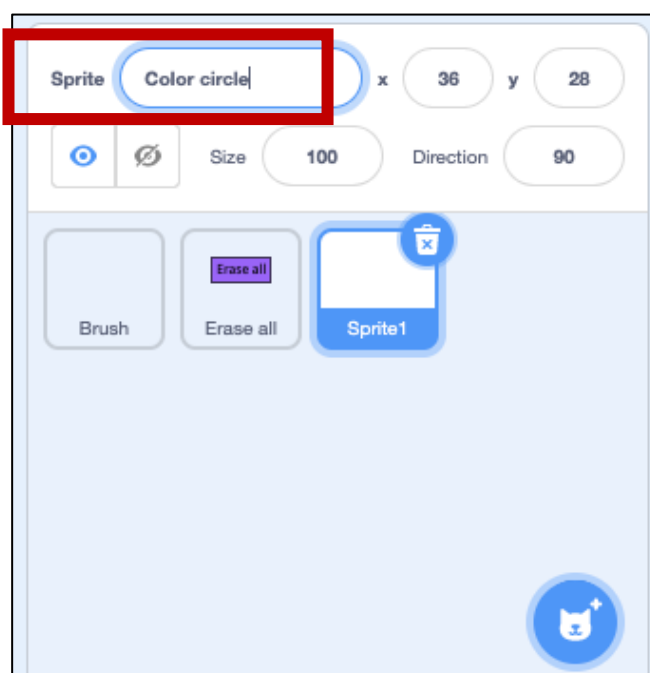 Sprite Color circle x 36 y 28
Size 100 Direction 90
Erase all
Brush Erase all Sprite1